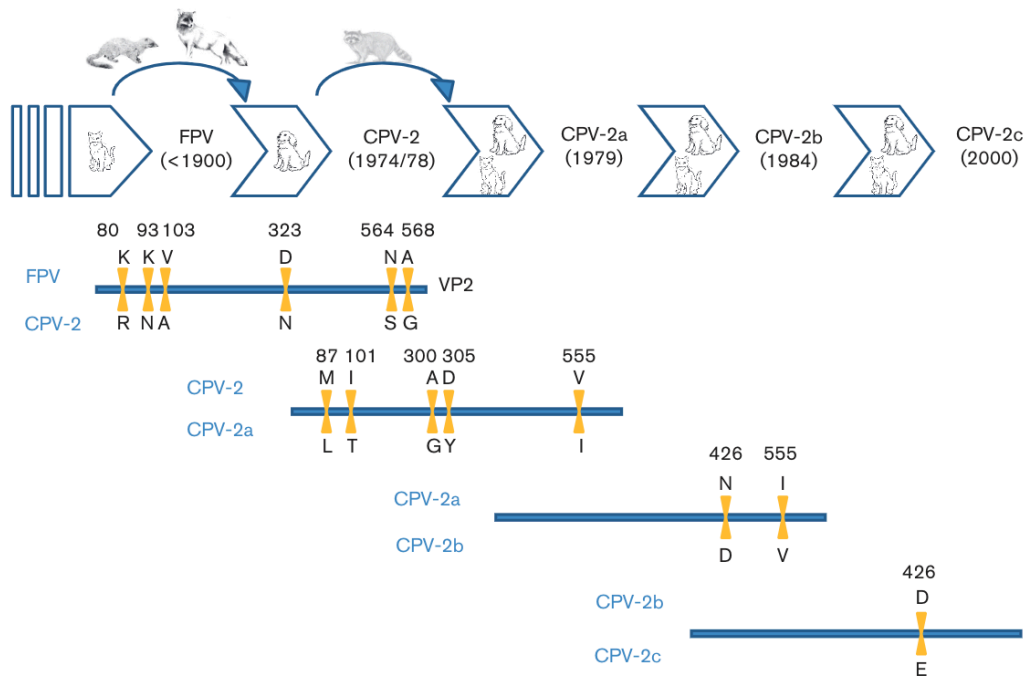 FPV
(<1900)
CPV-2
(1974/78)
CPV-2a
(1979)
CPV-2b
(1984)
CPV-2c
(2000)
80 93 103 323 564 568
K K V D N A
FPV
VP2
CPV-2
R N A N S G
87 101 300 305 555
M I A D V
CPV-2
CPV-2a
L T G Y I
426 555
N I
CPV-2a
CPV-2b
D V
426
D
CPV-2b
CPV-2c
E